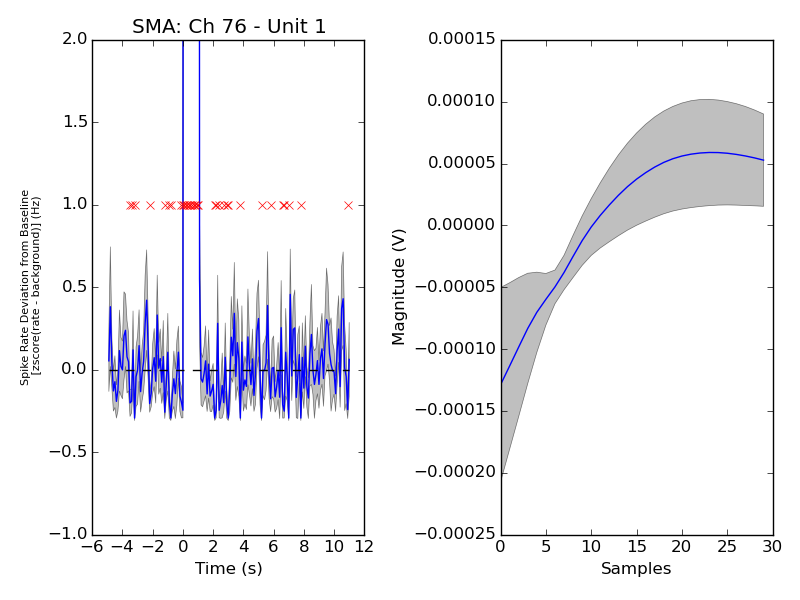 SMA: Ch 76 - Unit 1
Spike Rate Deviation from Baseline
[zscore(rate - background)] (Hz)
2.0
1.5
1.0
0.5
0.0
−0.5
−1.0
−6 −4 −2 0 2 4 6 8 10 12
Time (s)
Magnitude (V)
0.00015
0.00010
0.00005
0.00000
−0.00005
−0.00010
−0.00015
−0.00020
−0.00025
0 5 10 15 20 25 30
Samples